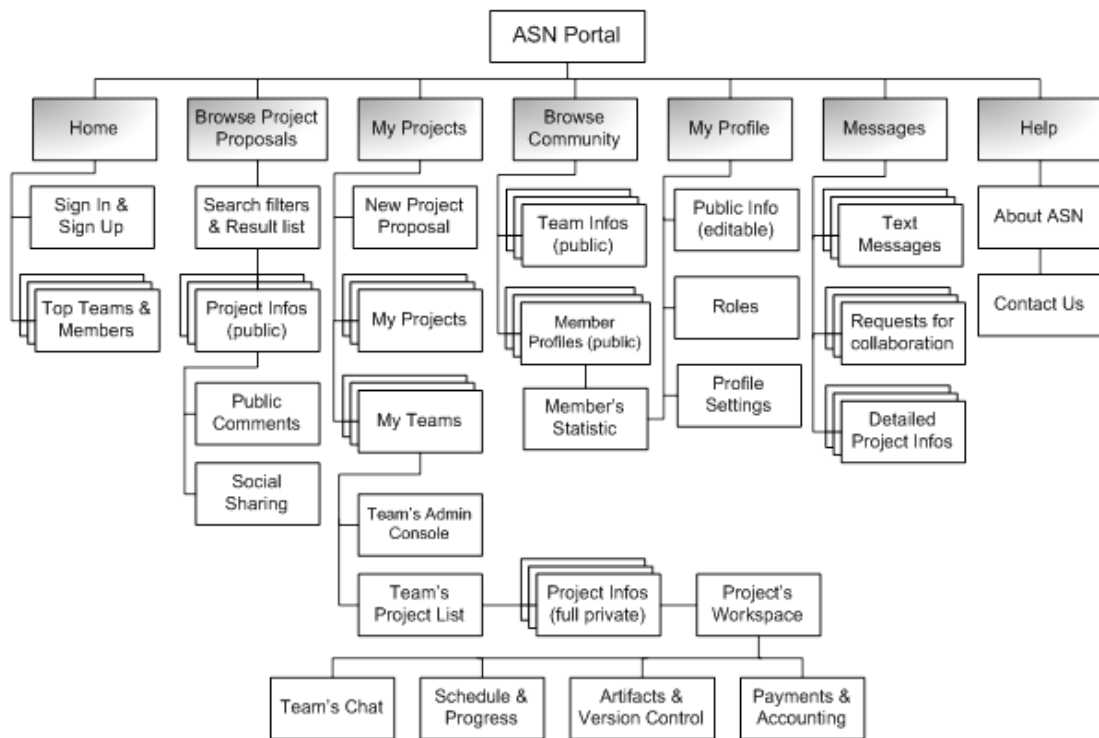 ASN Portal
Home
Browse Project
Proposals
My Projects
Browse
Community
My Profile
Messages
Help
Sign In &
Sign Up
Search filters
& Result list
New Project
Proposal
Team Infos
(public)
Public Info
(editable)
Text
Messages
About ASN
Top Teams &
Members
Project Infos
(public)
My Projects
Member
Profiles (public)
Roles
Requests for
collaboration
Contact Us
Public
Comments
My Teams
Member's
Statistic
Profile
Settings
Detailed
Project Infos
Social
Sharing
Team's Admin
Console
Team's
Project List
Project Infos
(full private)
Project's
Workspace
Team's Chat
Schedule &
Progress
Artifacts &
Version Control
Payments &
Accounting